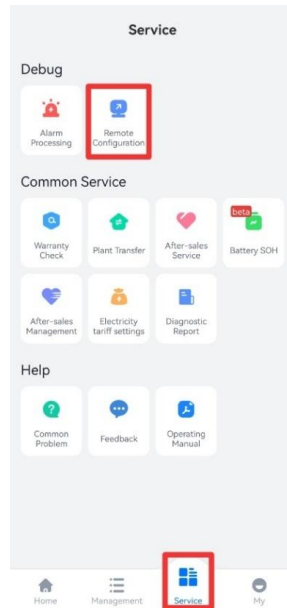 Service
Debug
Alarm
Processing
Remote
Configuration
Common Service
Warranty
Check
Plant Transfer
After-sales
Service
beta
Battery SOH
After-sales
Management
Electricity
tariff settings
Diagnostic
Report
Help
Common
Problem
Feedback
Operating
Manual
Home
Management
Service
My